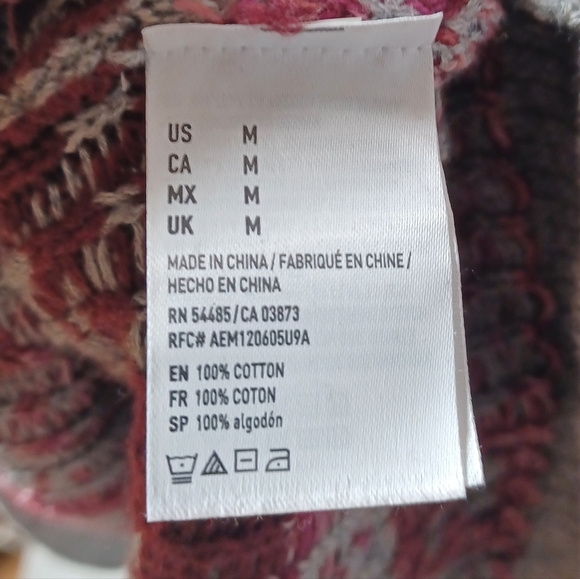 US M
CA M
MX M
UK M
MADE IN CHINA / FABRIQUÉ EN CHINE /
HECHO EN CHINA
RN 54485 / CA 03873
RFC# AEM120605U9A
EN 100% COTTON
FR 100% COTON
SP 100% algodón